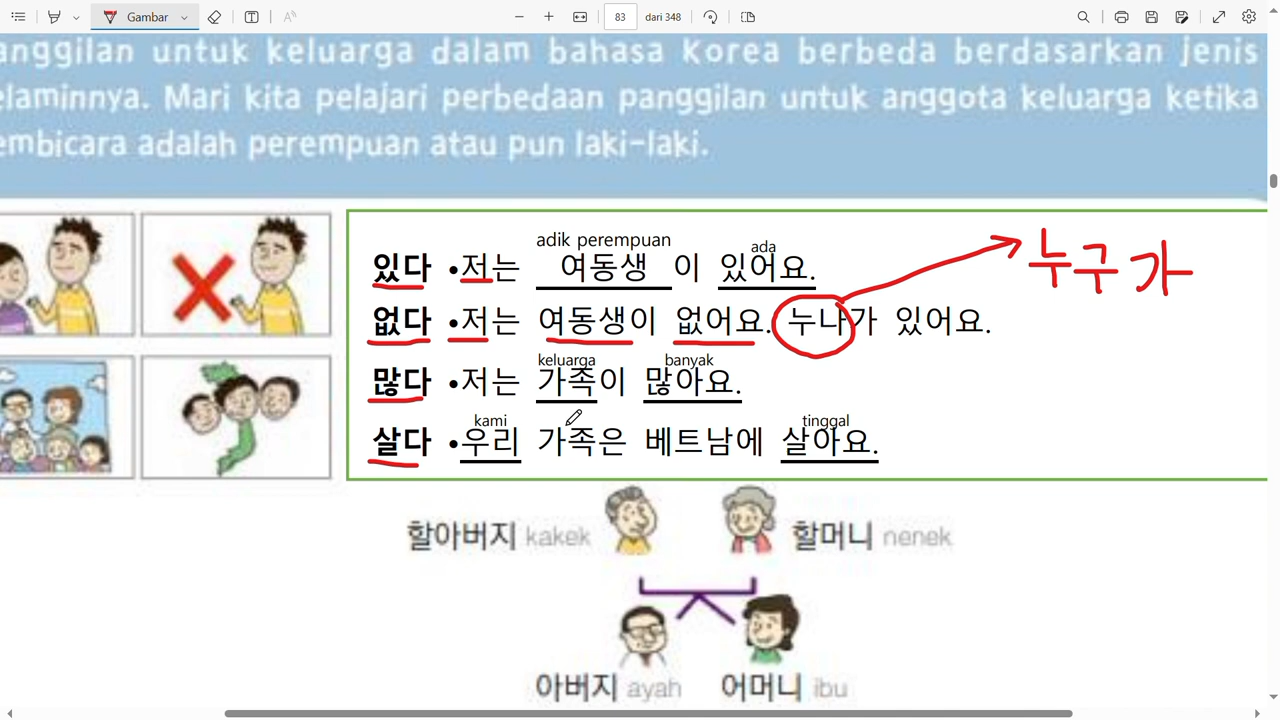 Gambar
83 dari 348
anggilan untuk keluarga dalam bahasa Korea berbeda berdasarkan jenis
elaminnya. Mari kita pelajari perbedaan panggilan untuk anggota keluarga ketika
embicara adalah perempuan atau pun laki-laki.
adik perempuan ada
있다 •저는 여동생 이 있어요.
누구가
없다 •저는 여동생이 없어요. 누나가 있어요.
keluarga banyak
많다 •저는 가족이 많아요.
kami tinggal
살다 •우리 가족은 베트남에 살아요.
할아버지 kakek 할머니 nenek
아버지 ayah 어머니 ibu